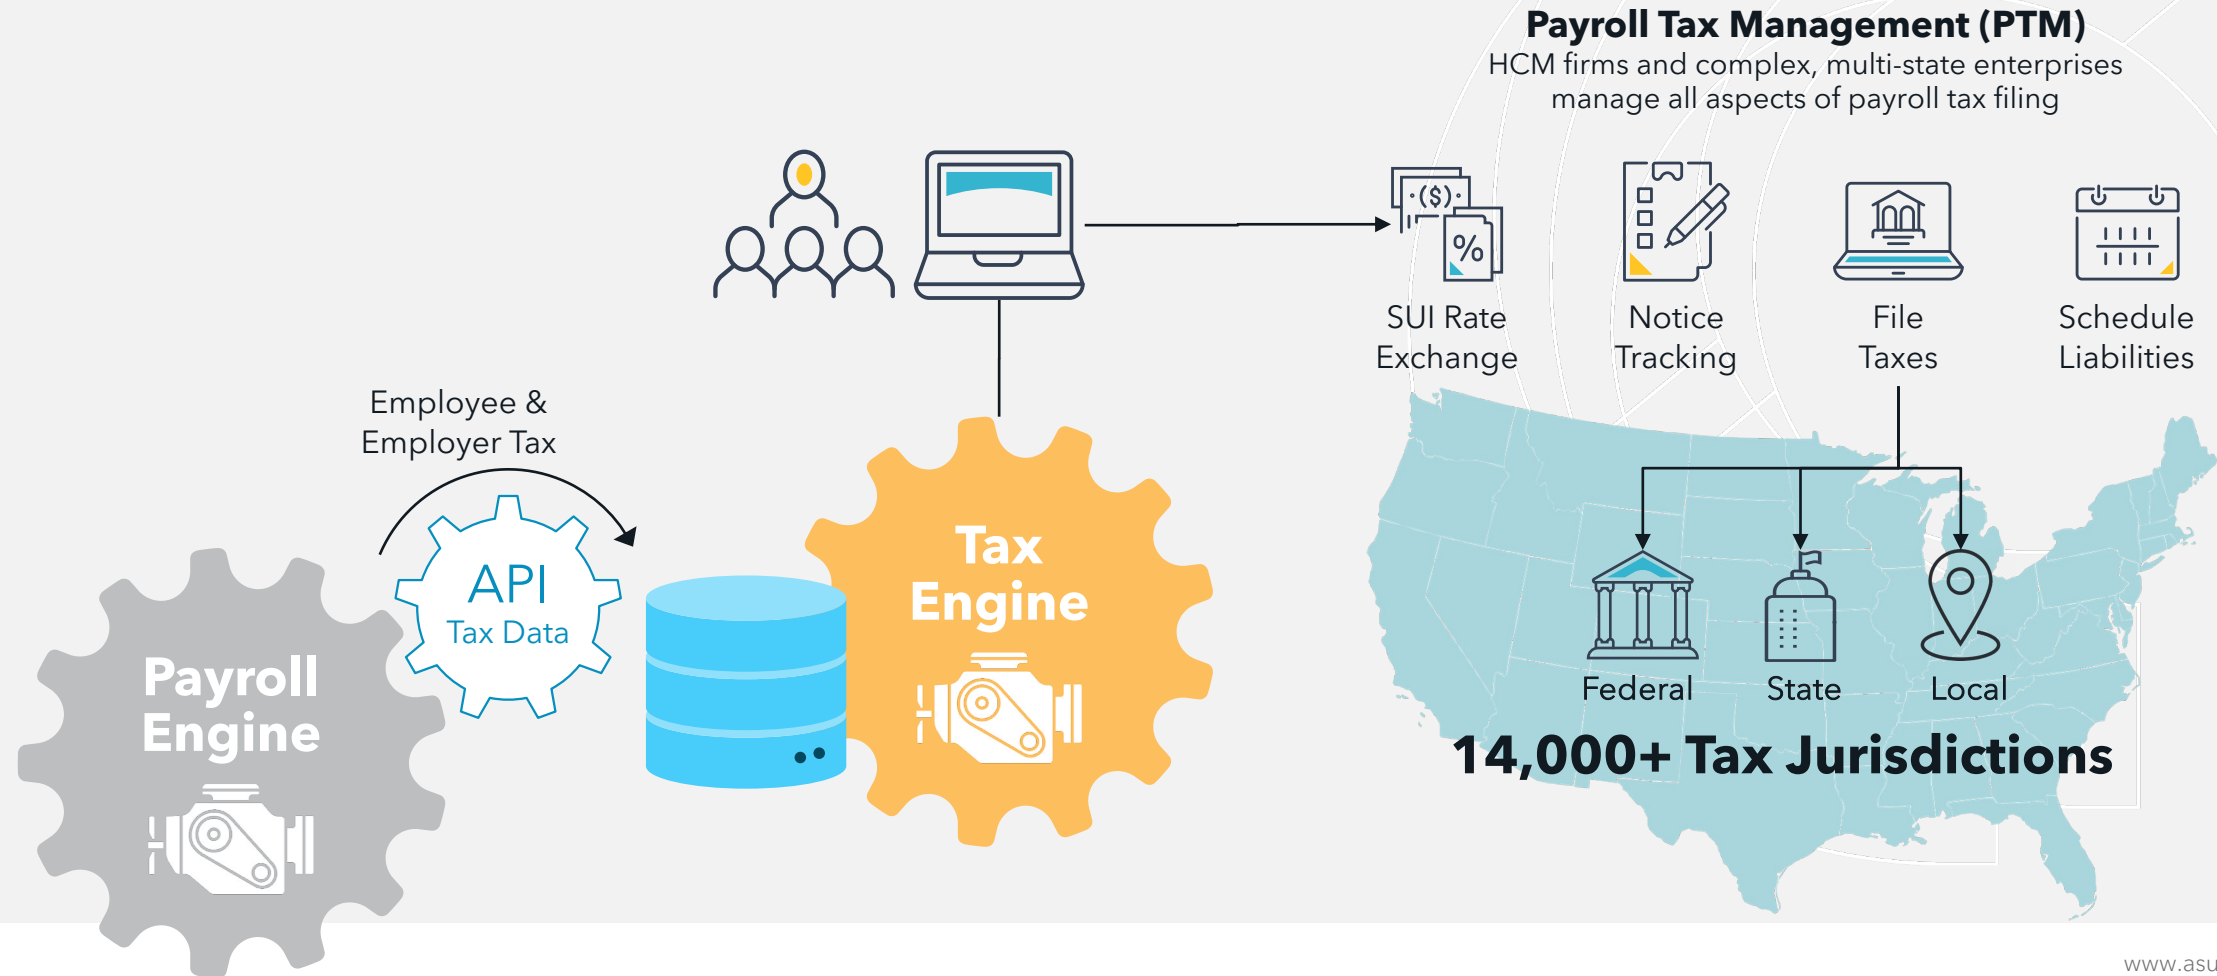 Payroll Tax Management (PTM)
HCM firms and complex, multi-state enterprises
manage all aspects of payroll tax filing
($)
%
SUI Rate
Exchange
Notice
Tracking
File
Taxes
Schedule
Liabilities
Employee &
Employer Tax
API
Tax Data
Payroll
Engine
Tax
Engine
Federal
State
Local
14,000+ Tax Jurisdictions
www.asu